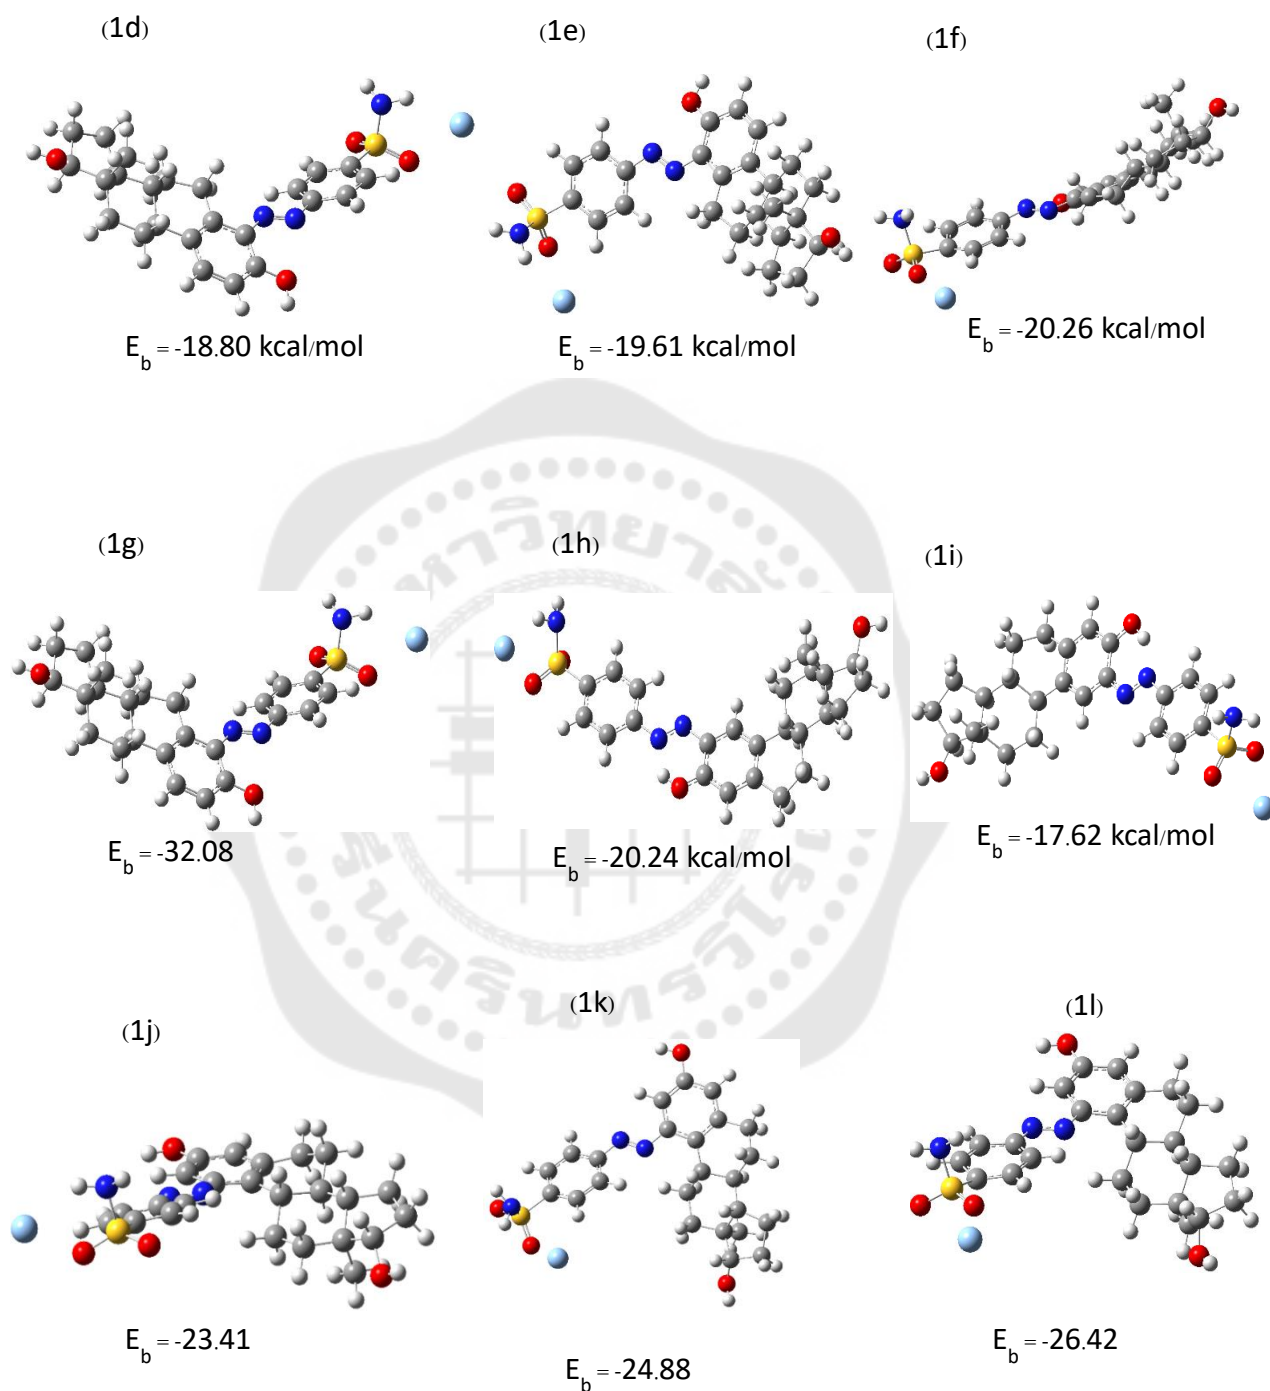 (1d)
(1e)
(1f)
E_b = -18.80 kcal/mol
E_b = -19.61 kcal/mol
E_b = -20.26 kcal/mol
(1g)
(1h)
(1i)
E_b = -32.08
E_b = -20.24 kcal/mol
E_b = -17.62 kcal/mol
(1j)
(1k)
(1l)
E_b = -23.41
E_b = -24.88
E_b = -26.42